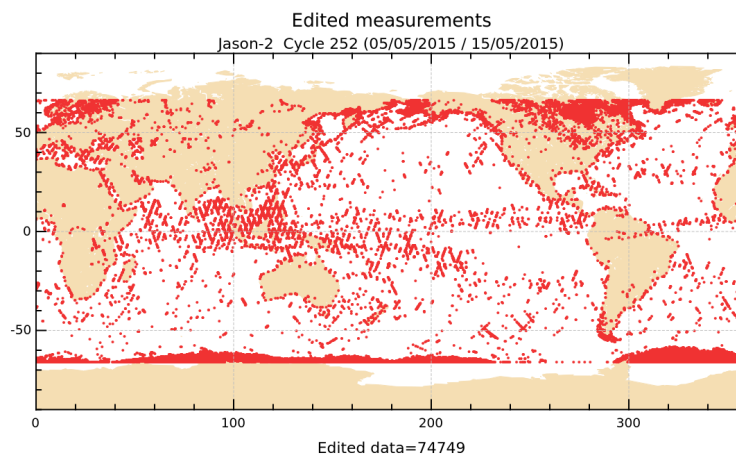 Edited measurements
Jason-2 Cycle 252 (05/05/2015 / 15/05/2015)
50
0
-50
0 100 200 300
Edited data=74749